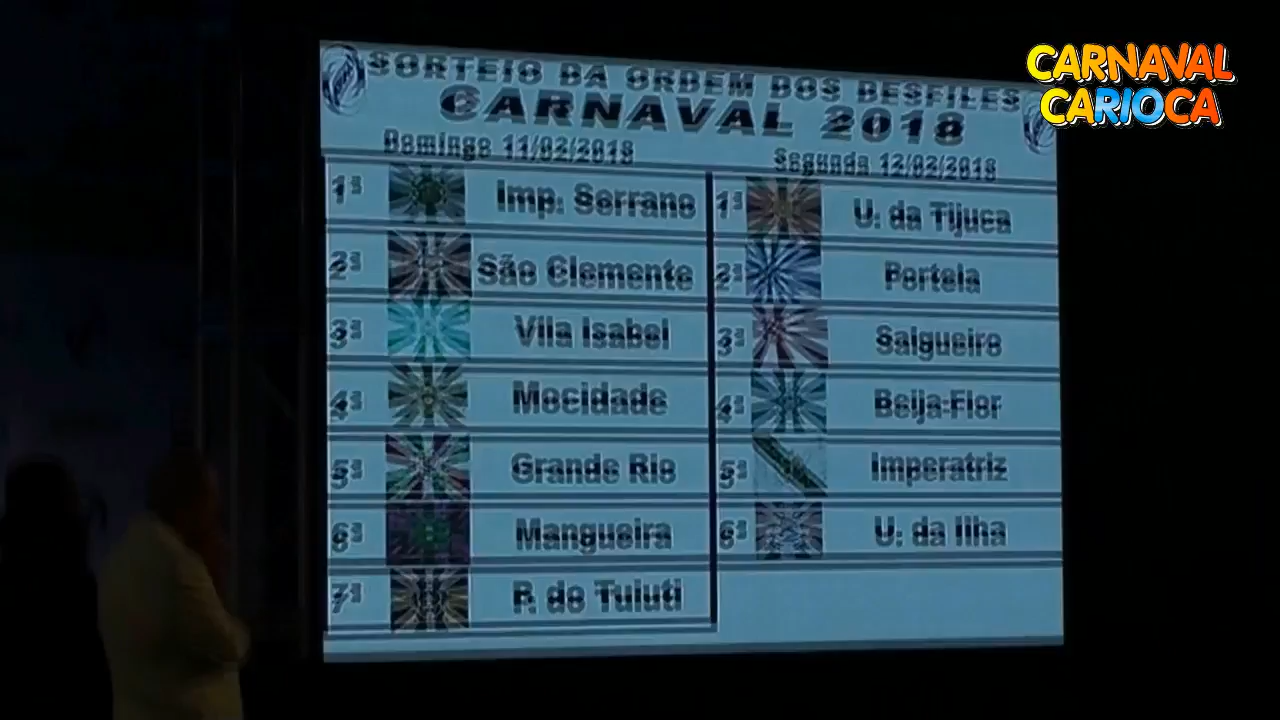 CARNAVAL
CARIOCA
SORTEIO DA ORDEM DOS DESFILES
CARNAVAL 2018
Domingo 11/02/2018
1ª Imp. Serrano
2ª São Clemente
3ª Vila Isabel
4ª Mocidade
5ª Grande Rio
6ª Mangueira
7ª P. do Tuiuti
Segunda 12/02/2018
1ª U. da Tijuca
2ª Portela
3ª Salgueiro
4ª Beija-Flor
5ª Imperatriz
6ª U. da Ilha